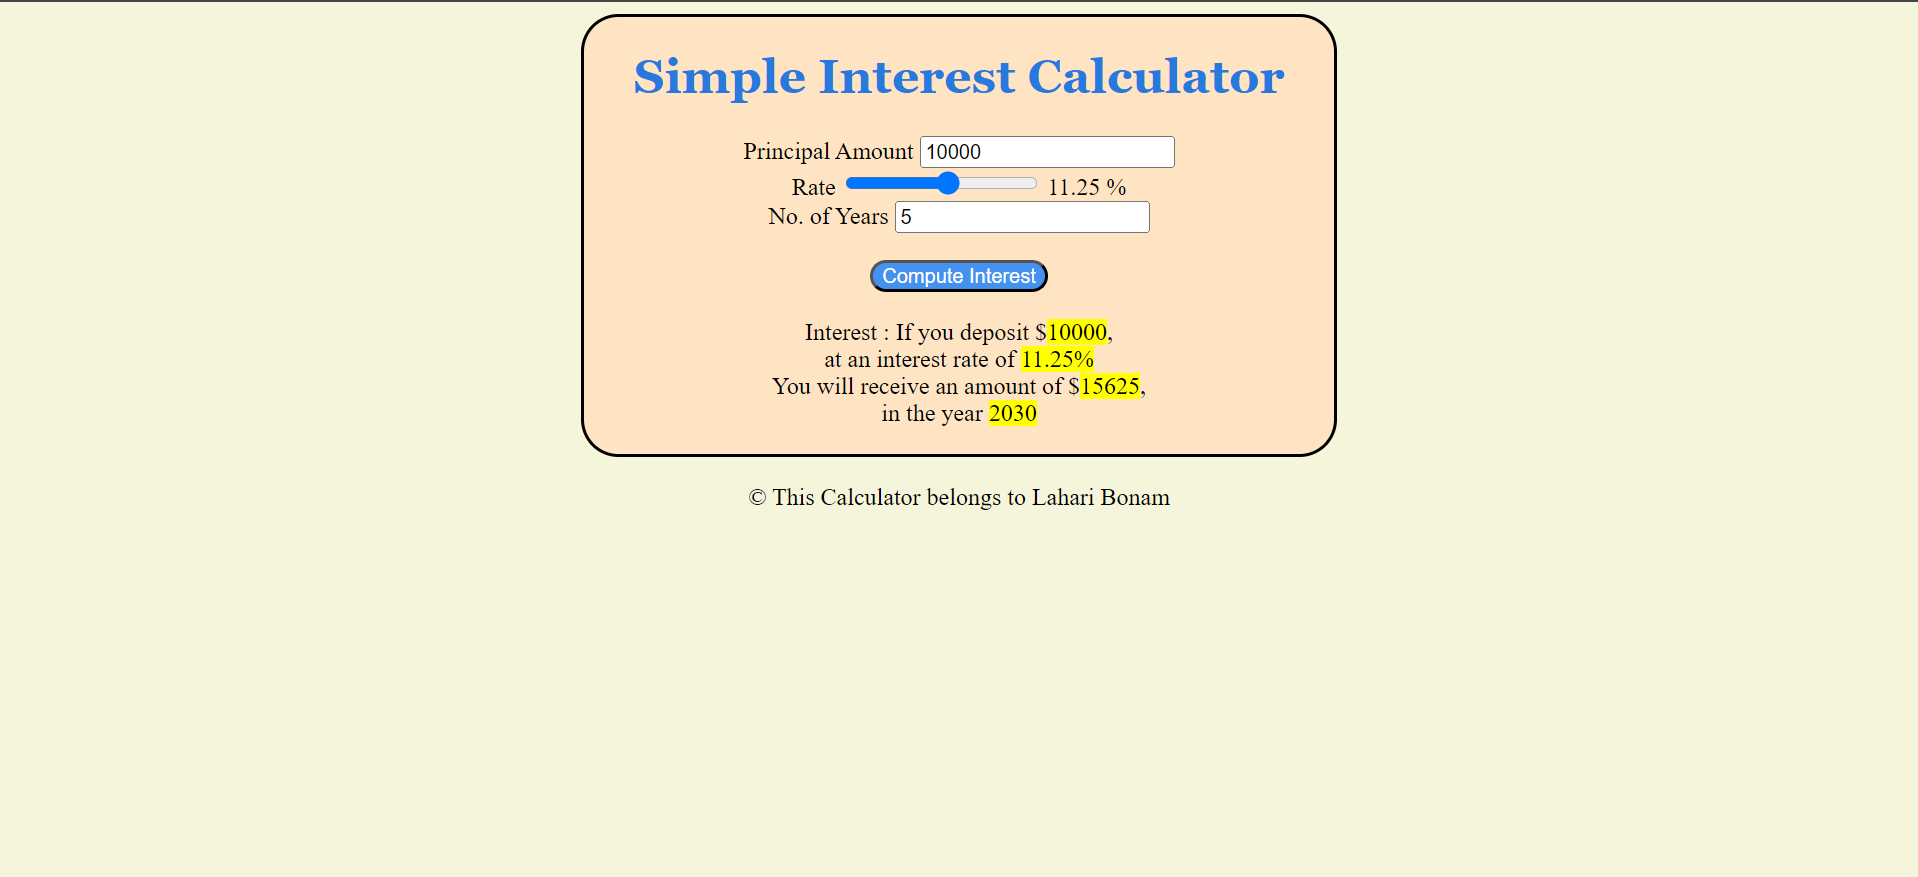 Simple Interest Calculator
Principal Amount 10000
Rate 11.25 %
No. of Years 5
Compute Interest
Interest : If you deposit $10000,
at an interest rate of 11.25%
You will receive an amount of $15625,
in the year 2030
© This Calculator belongs to Lahari Bonam